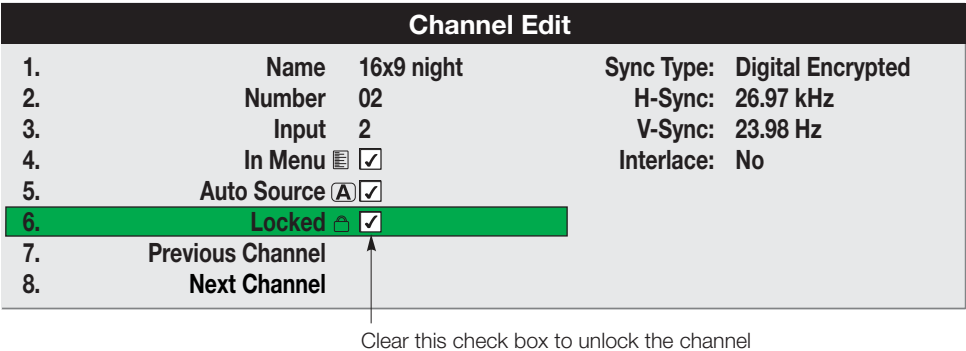 Channel Edit
1. Name 16x9 night Sync Type: Digital Encrypted
2. Number 02 H-Sync: 26.97 kHz
3. Input 2 V-Sync: 23.98 Hz
4. In Menu Interlace: No
5. Auto Source A
6. Locked
7. Previous Channel
8. Next Channel
Clear this check box to unlock the channel